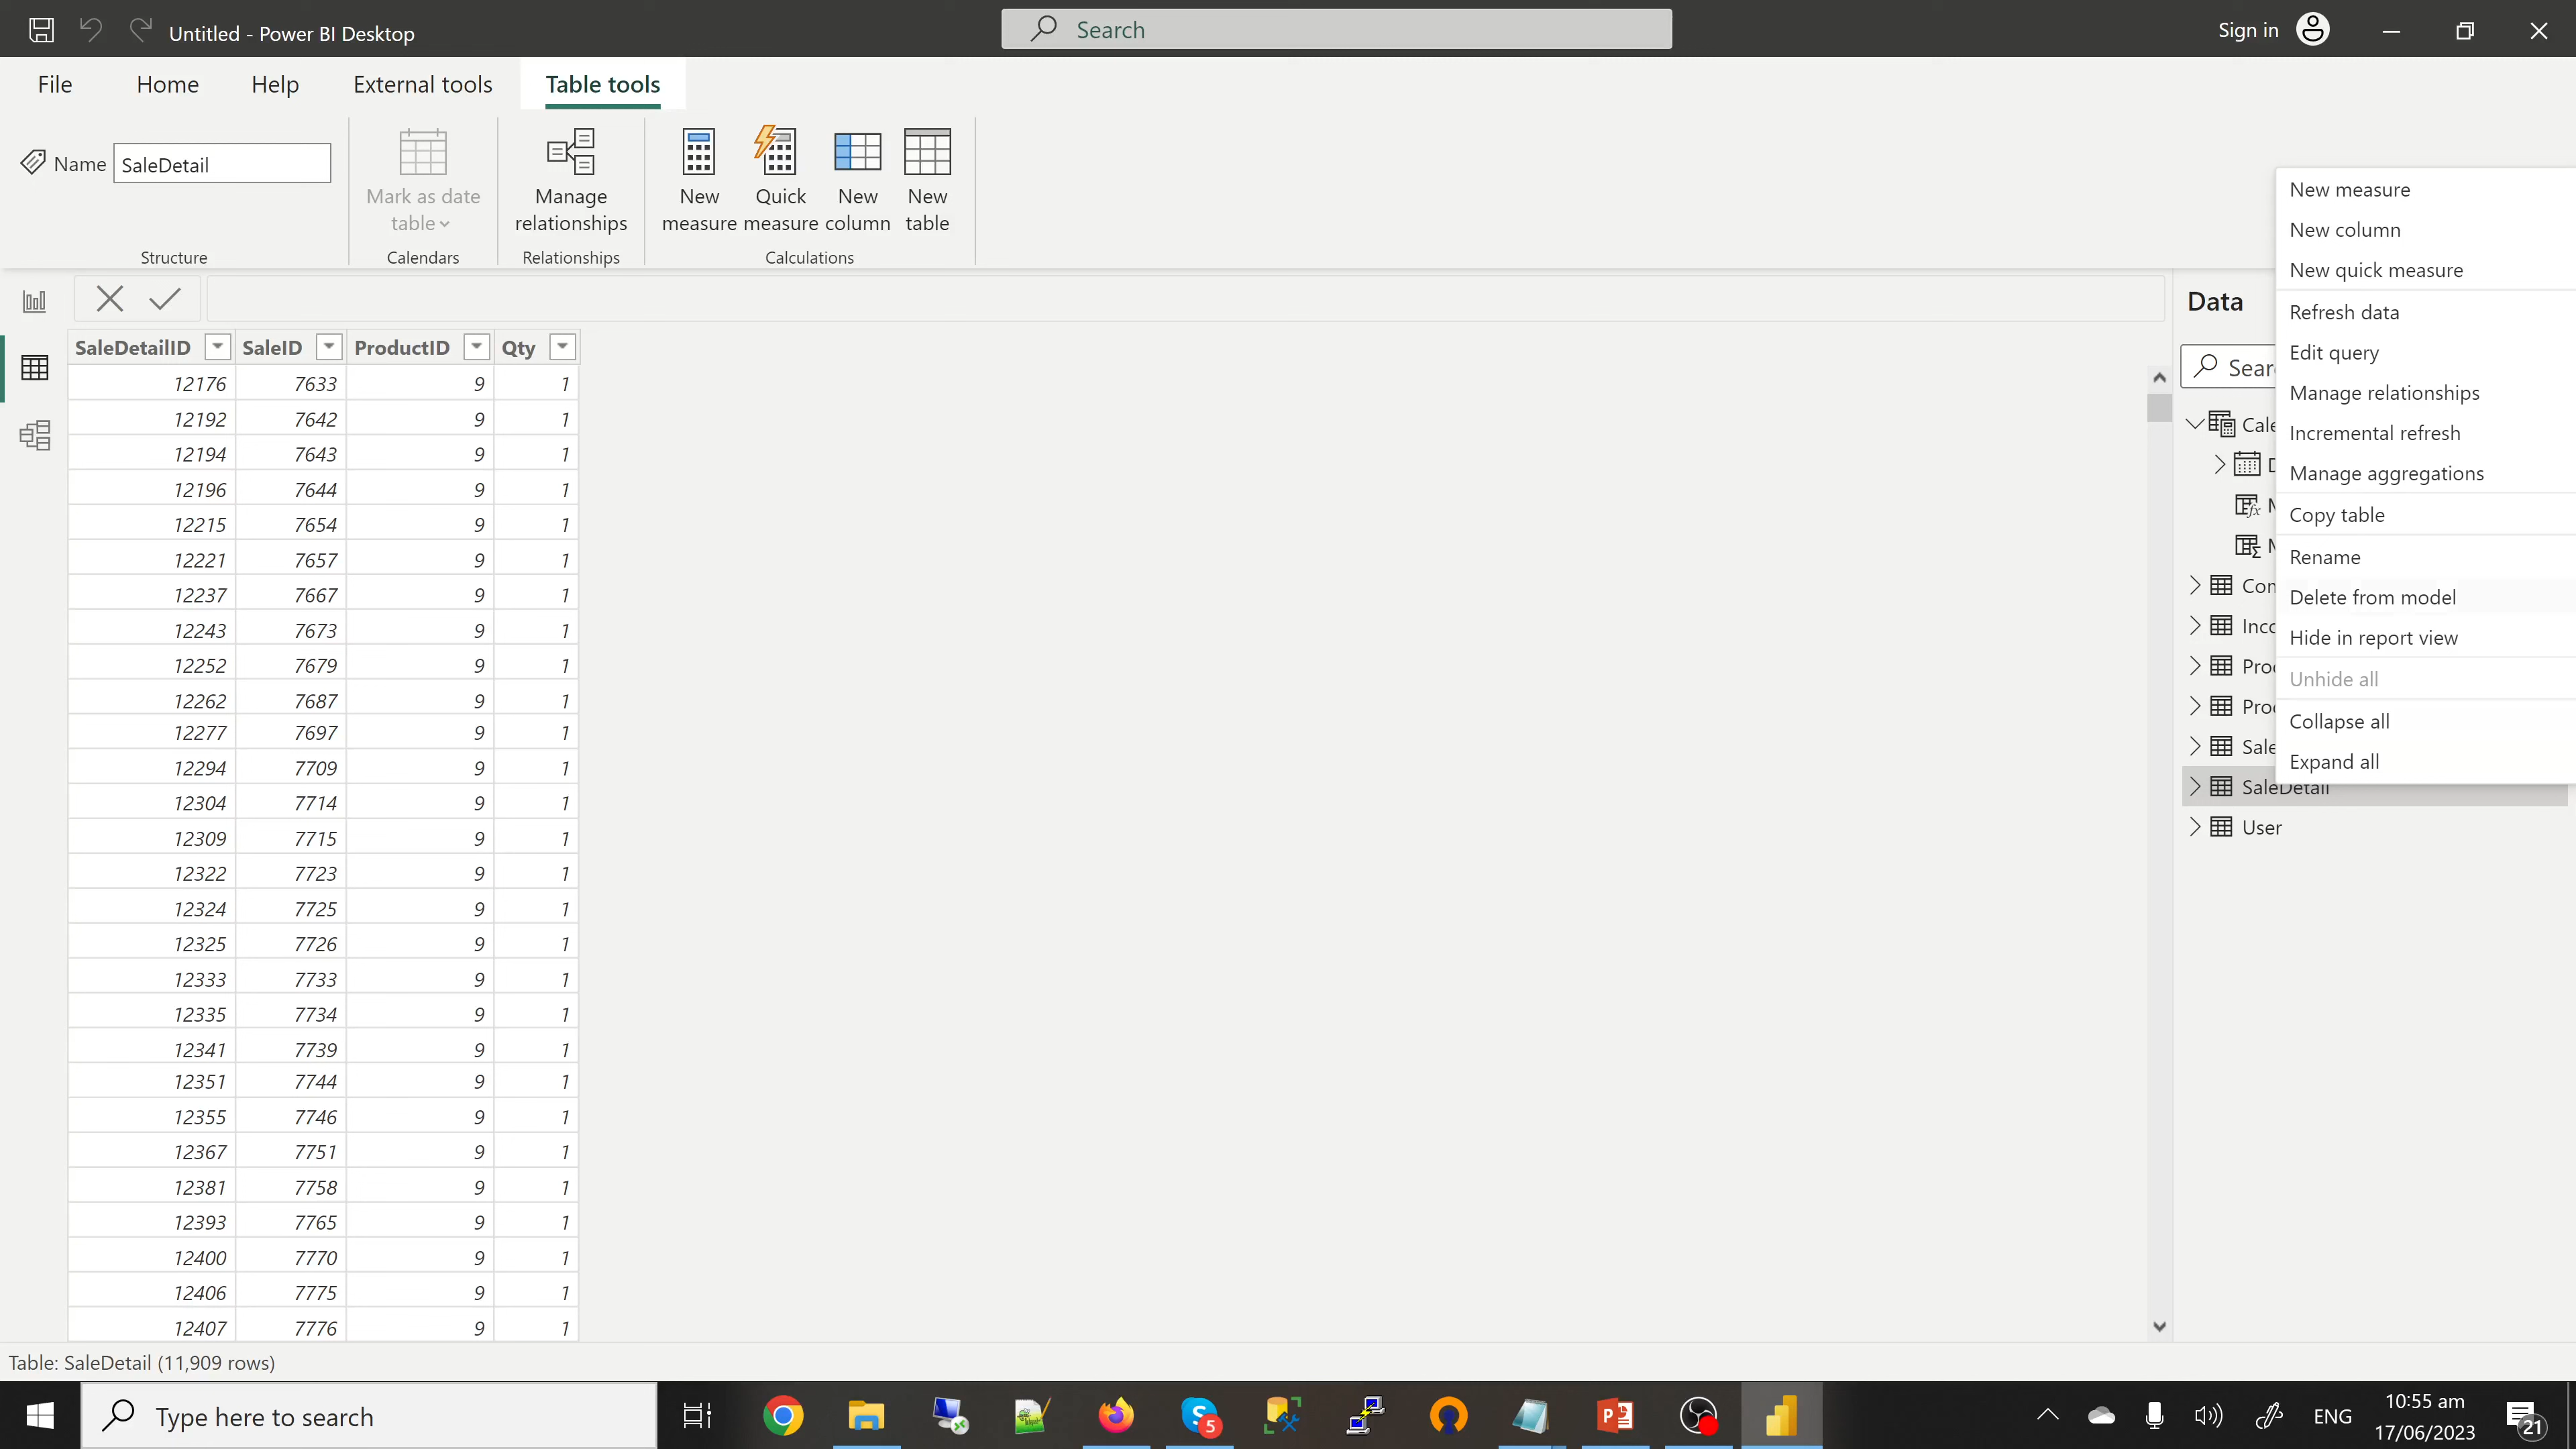 Untitled - Power BI Desktop
Search
Sign in
File Home Help External tools Table tools
Name SaleDetail
Mark as date table
Manage relationships
New measure
Quick measure
New column
New table
Structure Calendars Relationships Calculations
Data
SaleDetailID SaleID ProductID Qty
12176 7633 9 1
12192 7642 9 1
12194 7643 9 1
12196 7644 9 1
12215 7654 9 1
12221 7657 9 1
12237 7667 9 1
12243 7673 9 1
12252 7679 9 1
12262 7687 9 1
12277 7697 9 1
12294 7709 9 1
12304 7714 9 1
12309 7715 9 1
12322 7723 9 1
12324 7725 9 1
12325 7726 9 1
12333 7733 9 1
12335 7734 9 1
12341 7739 9 1
12351 7744 9 1
12355 7746 9 1
12367 7751 9 1
12381 7758 9 1
12393 7765 9 1
12400 7770 9 1
12406 7775 9 1
12407 7776 9 1
New measure
New column
New quick measure
Refresh data
Edit query
Manage relationships
Incremental refresh
Manage aggregations
Copy table
Rename
Delete from model
Hide in report view
Unhide all
Collapse all
Expand all
SaleDetail
User
Table: SaleDetail (11,909 rows)
Type here to search
5
ENG
10:55 am
17/06/2023
21